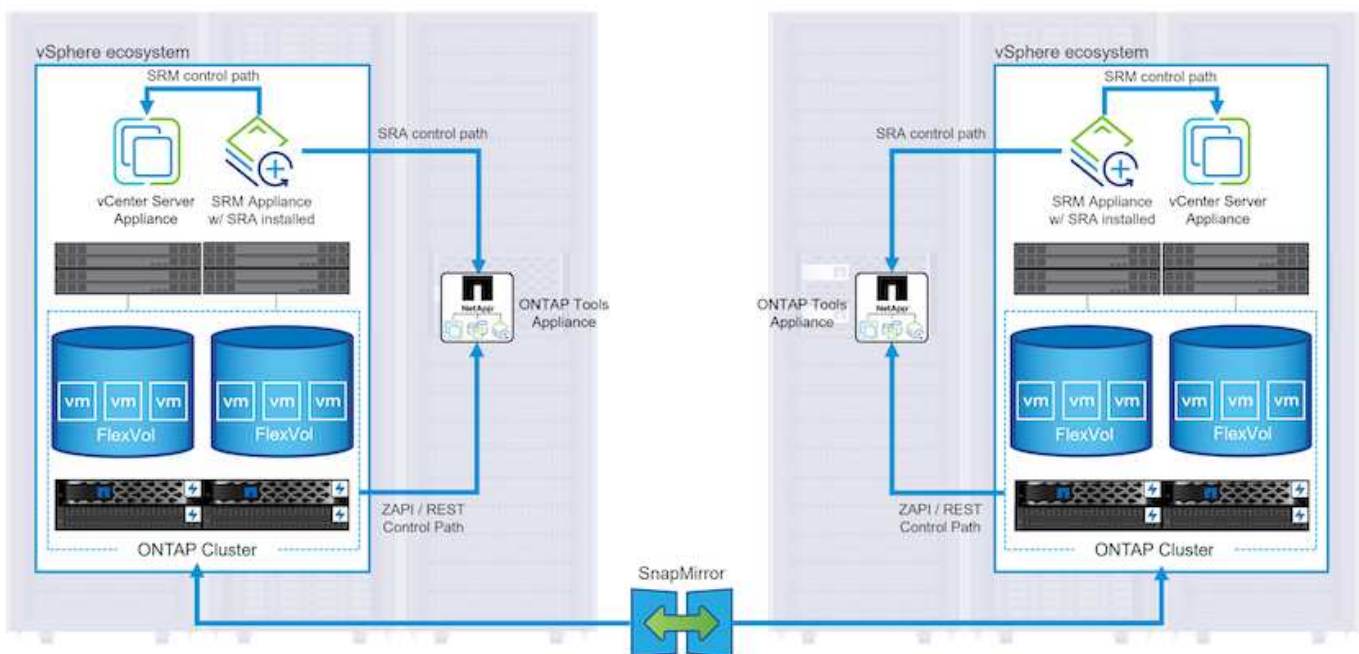 vSphere ecosystem
SRM control path
SRA control path
vCenter Server
Appliance
SRM Appliance
w/ SRA installed
NetApp
ONTAP Tools
Appliance
vm vm vm
FlexVol
vm vm vm
FlexVol
ZAPI / REST
Control Path
ONTAP Cluster
SnapMirror
vSphere ecosystem
SRM control path
SRA control path
SRM Appliance
w/ SRA installed
vCenter Server
Appliance
ONTAP Tools
Appliance
NetApp
vm vm vm
FlexVol
vm vm vm
FlexVol
ZAPI / REST
Control Path
ONTAP Cluster